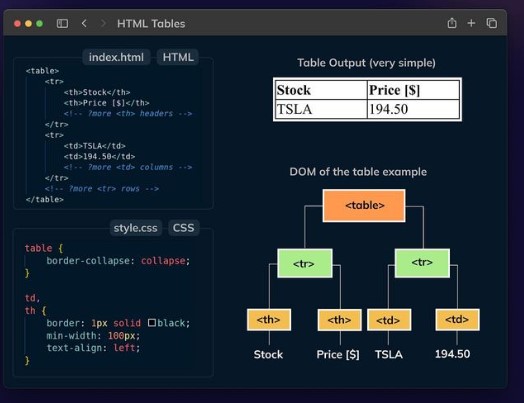 HTML Tables
index.html HTML
<table>
<tr>
<th>Stock</th>
<th>Price [$]</th>
<!-- ?more <th> headers -->
</tr>
<tr>
<td>TSLA</td>
<td>194.50</td>
<!-- ?more <td> columns -->
</tr>
<!-- ?more <tr> rows -->
</table>
style.css CSS
table {
border-collapse: collapse;
}
td,
th {
border: 1px solid black;
min-width: 100px;
text-align: left;
}
Table Output (very simple)
Stock Price [$]
TSLA 194.50
DOM of the table example
<table>
<tr> <tr>
<th> <th> <td> <td>
Stock Price [$] TSLA 194.50